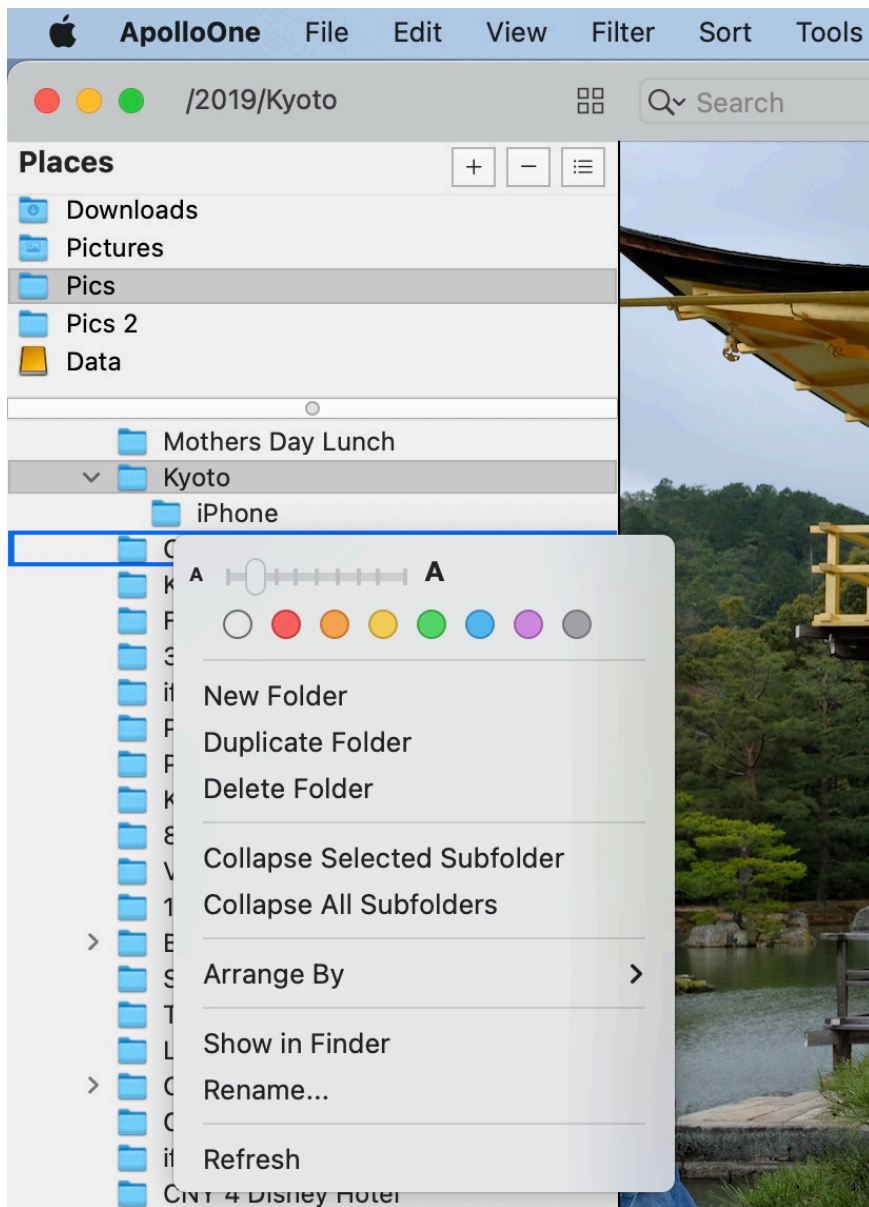 ApolloOne File Edit View Filter Sort Tools
/2019/Kyoto Search
Places
Downloads
Pictures
Pics
Pics 2
Data
Mothers Day Lunch
Kyoto
iPhone
A A
New Folder
Duplicate Folder
Delete Folder
Collapse Selected Subfolder
Collapse All Subfolders
Arrange By
Show in Finder
Rename...
Refresh
CNY 4 Disney Hotel